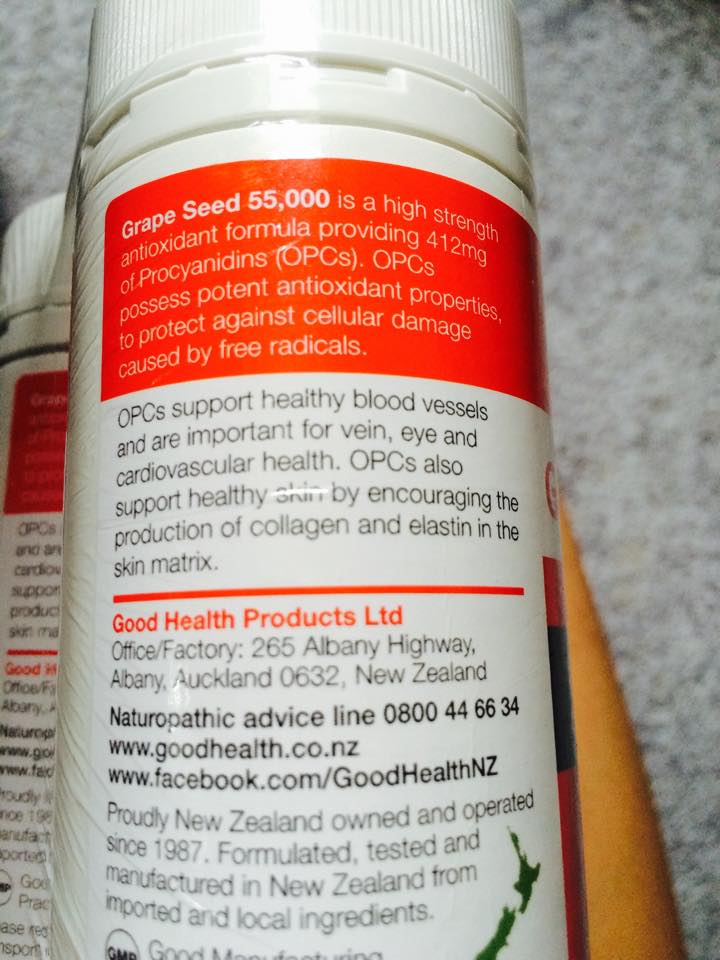 Grape Seed 55,000 is a high strength
antioxidant formula providing 412mg
of Procyanidins (OPCs). OPCs
possess potent antioxidant properties,
to protect against cellular damage
caused by free radicals.
OPCs support healthy blood vessels
and are important for vein, eye and
cardiovascular health. OPCs also
support healthy skin by encouraging the
production of collagen and elastin in the
skin matrix.
Good Health Products Ltd
Office/Factory: 265 Albany Highway,
Albany, Auckland 0632, New Zealand
Naturopathic advice line 0800 44 66 34
www.goodhealth.co.nz
www.facebook.com/GoodHealthNZ
Proudly New Zealand owned and operated
since 1987. Formulated, tested and
manufactured in New Zealand from
imported and local ingredients.
GMP Good Manufacturing